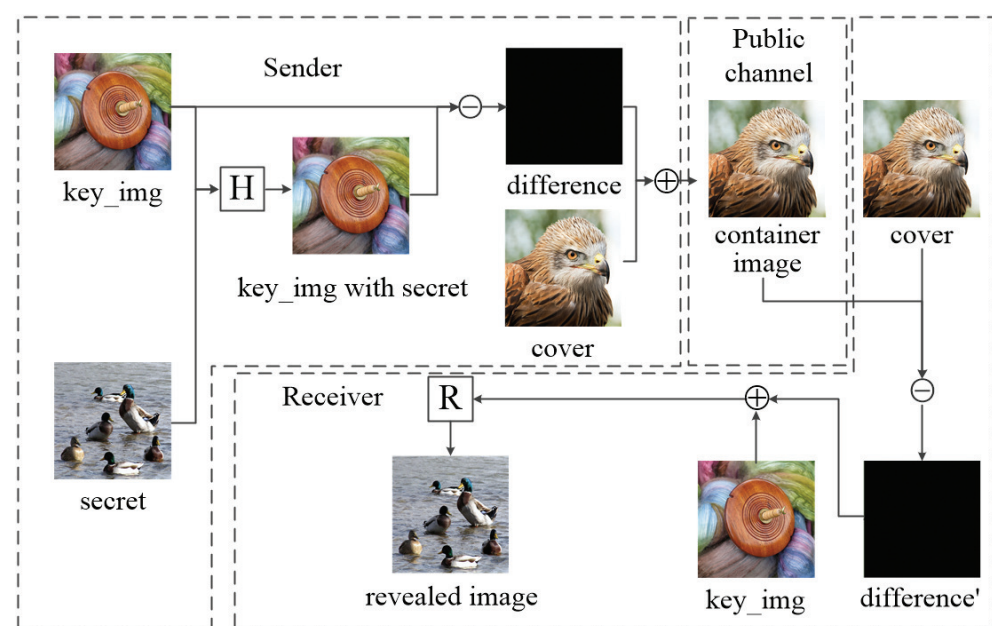 Sender
key_img
H
key_img with secret
secret
difference
cover
Public
channel
container
image
cover
Receiver
R
revealed image
key_img
difference'